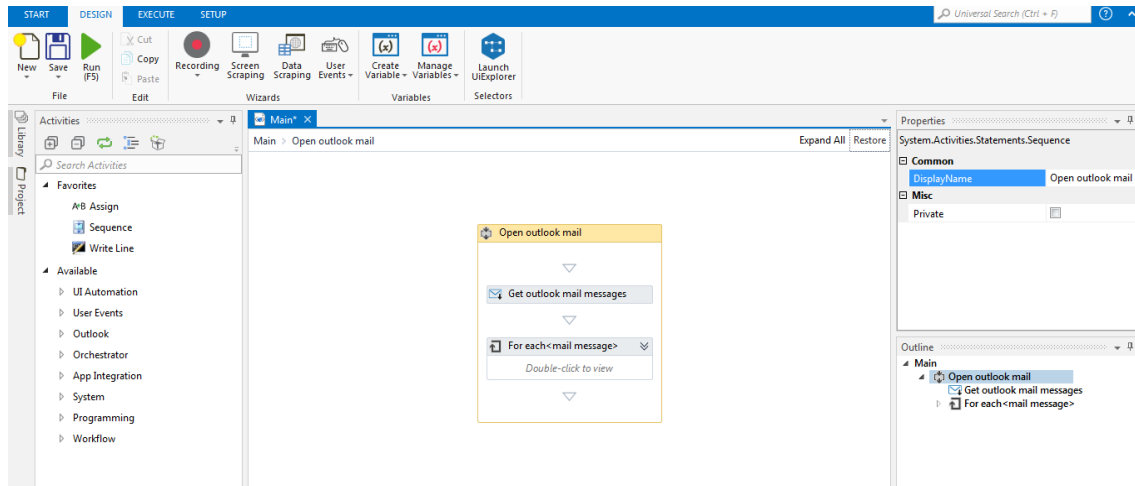 START DESIGN EXECUTE SETUP Universal Search (Ctrl + F) ?
New Save Run (F5) Cut Copy Paste Recording Screen Scraping Data Scraping User Events Create Variable Manage Variables Launch UiExplorer
File Edit Wizards Variables Selectors
Library
Project
Activities
Search Activities
Favorites
A+B Assign
Sequence
Write Line
Available
UI Automation
User Events
Outlook
Orchestrator
App Integration
System
Programming
Workflow
Main*
Main > Open outlook mail Expand All Restore
Open outlook mail
Get outlook mail messages
For each<mail message>
Double-click to view
Properties
System.Activities.Statements.Sequence
Common
DisplayName Open outlook mail
Misc
Private
Outline
Main
Open outlook mail
Get outlook mail messages
For each<mail message>